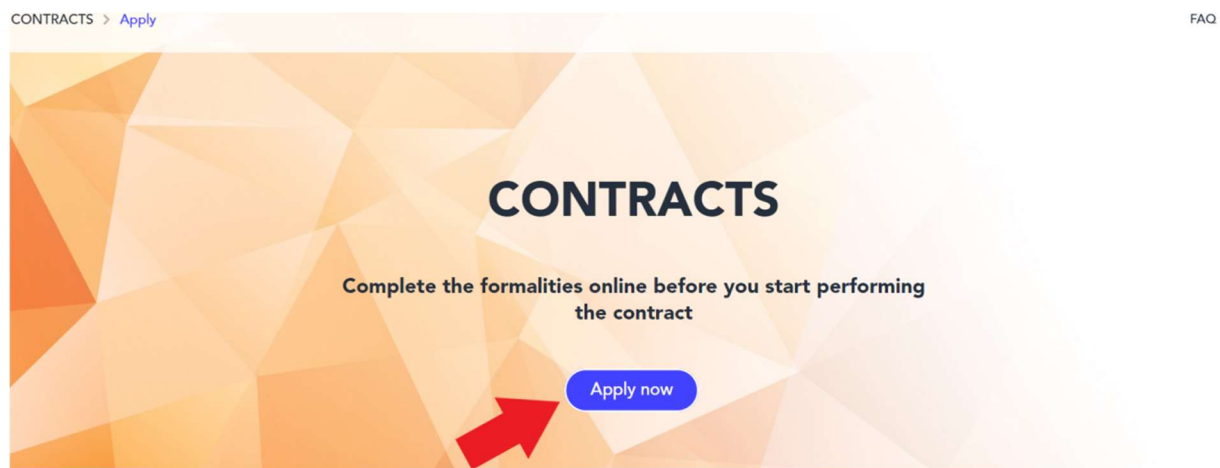 CONTRACTS > Apply
FAQ
CONTRACTS
Complete the formalities online before you start performing
the contract
Apply now